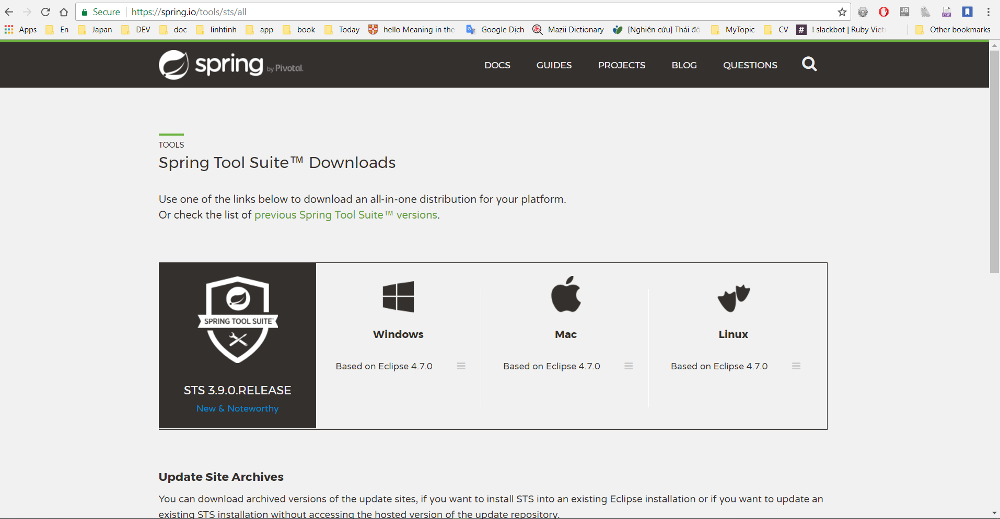 Secure https://spring.io/tools/sts/all
JB
PDF
Apps En Japan DEV doc linhtinh app book Today hello Meaning in the Google Dịch Mazii Dictionary [Nghiên cứu] Thái độ MyTopic CV ! slackbot | Ruby Viet Other bookmarks
spring by Pivotal.
DOCS GUIDES PROJECTS BLOG QUESTIONS
TOOLS
Spring Tool Suite™ Downloads
Use one of the links below to download an all-in-one distribution for your platform.
Or check the list of previous Spring Tool Suite™ versions.
SPRING TOOL SUITE™
STS 3.9.0.RELEASE
New & Noteworthy
Windows
Based on Eclipse 4.7.0
Mac
Based on Eclipse 4.7.0
Linux
Based on Eclipse 4.7.0
Update Site Archives
You can download archived versions of the update sites, if you want to install STS into an existing Eclipse installation or if you want to update an
existing STS installation without accessing the hosted version of the update repository.